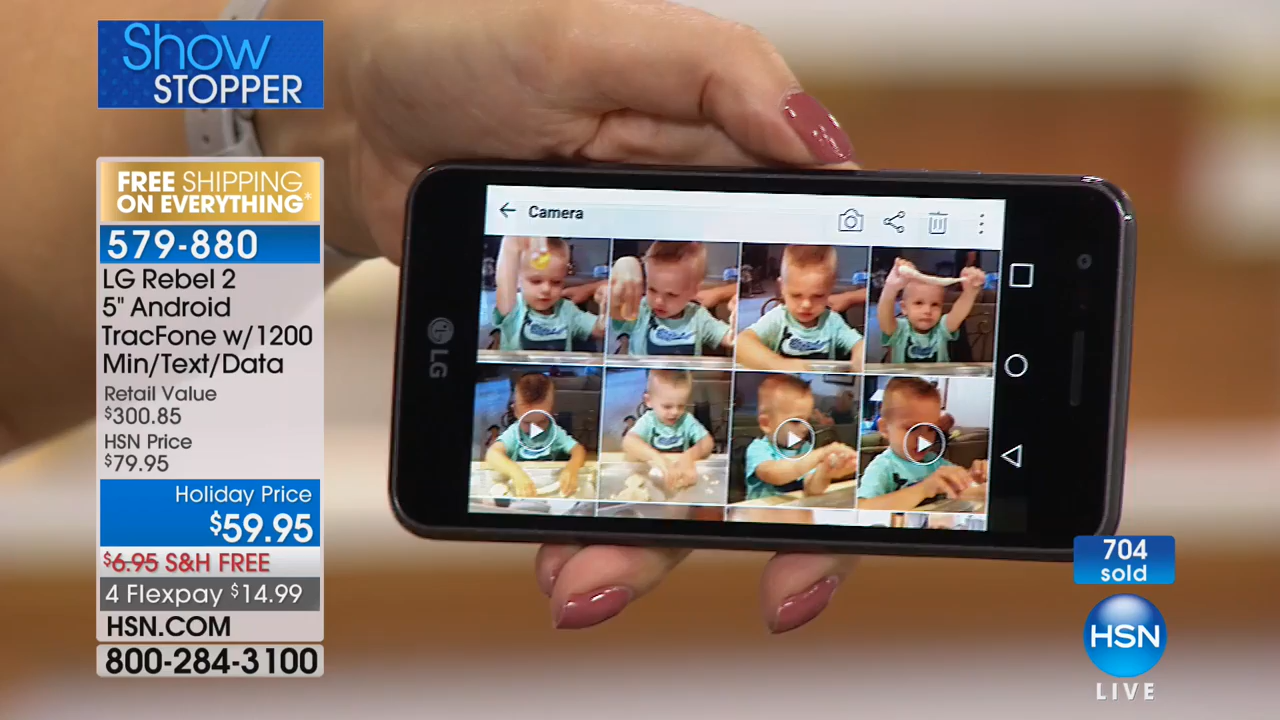 Show
STOPPER
FREE SHIPPING
ON EVERYTHING*
579-880
LG Rebel 2
5" Android
TracFone w/1200
Min/Text/Data
Retail Value
$300.85
HSN Price
$79.95
Holiday Price
$59.95
$6.95 S&H FREE
4 Flexpay $14.99
HSN.COM
800-284-3100
Camera
LG
704
sold
HSN
LIVE